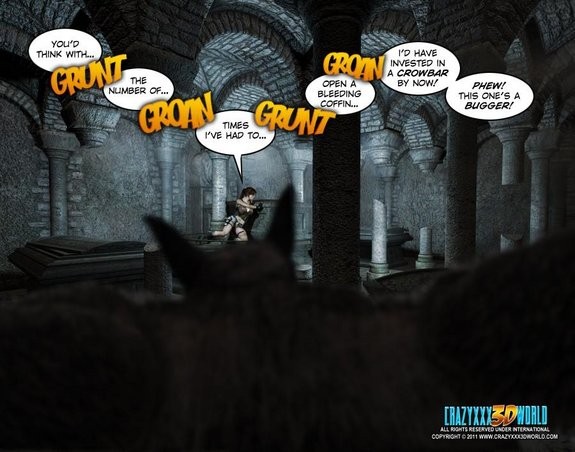 YOU'D
THINK WITH...
GRUNT
THE
NUMBER OF...
GROAN
TIMES
I'VE HAD TO...
GRUNT
OPEN A
BLEEDING
COFFIN...
GROAN
I'D HAVE
INVESTED
IN A
CROWBAR
BY NOW!
PHEW!
THIS ONE'S A
BUGGER!
CRAZYXXX3DWORLD
ALL RIGHTS RESERVED UNDER INTERNATIONAL
COPYRIGHT © 2011 WWW.CRAZYXXX3DWORLD.COM